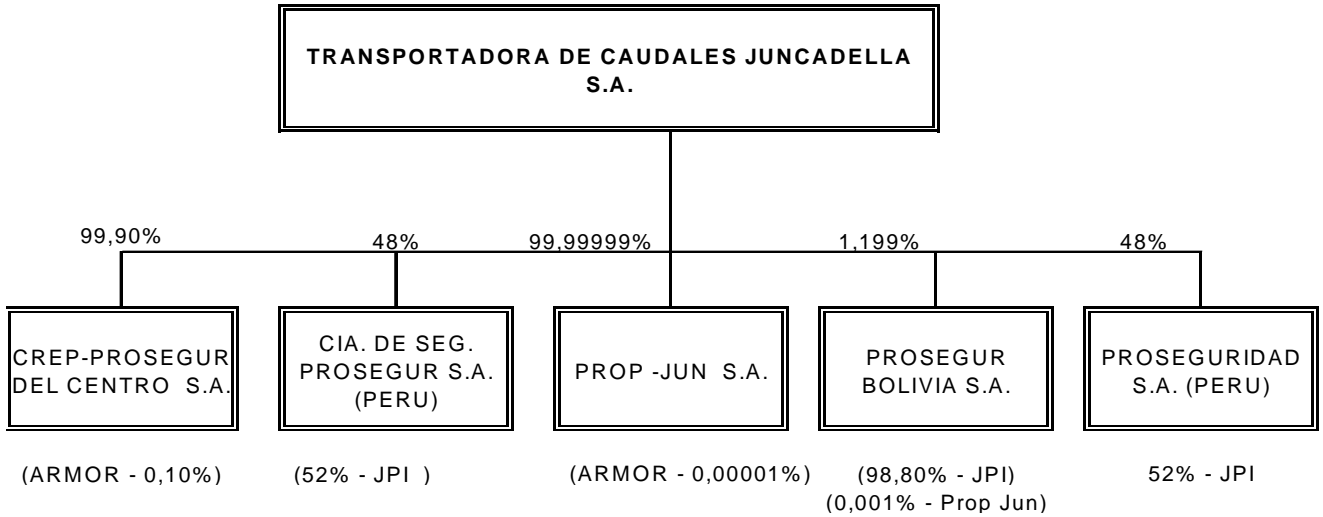 TRANSPORTADORA DE CAUDALES JUNCADELLA
S.A.
99,90%
48%
99,99999%
1,199%
48%
CREP-PROSEGUR
DEL CENTRO S.A.
CIA. DE SEG.
PROSEGUR S.A.
(PERU)
PROP -JUN S.A.
PROSEGUR
BOLIVIA S.A.
PROSEGURIDAD
S.A. (PERU)
(ARMOR - 0,10%)
(52% - JPI )
(ARMOR - 0,00001%)
(98,80% - JPI)
(0,001% - Prop Jun)
52% - JPI